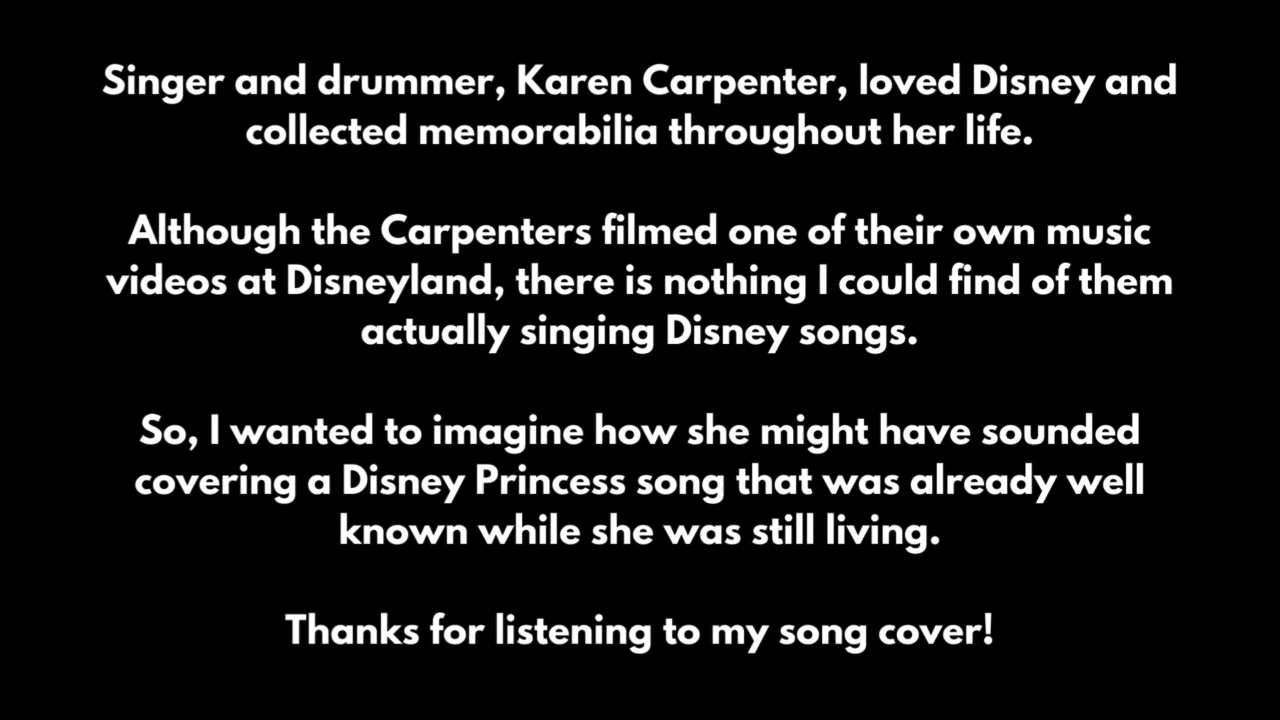 Singer and drummer, Karen Carpenter, loved Disney and
collected memorabilia throughout her life.
Although the Carpenters filmed one of their own music
videos at Disneyland, there is nothing I could find of them
actually singing Disney songs.
So, I wanted to imagine how she might have sounded
covering a Disney Princess song that was already well
known while she was still living.
Thanks for listening to my song cover!